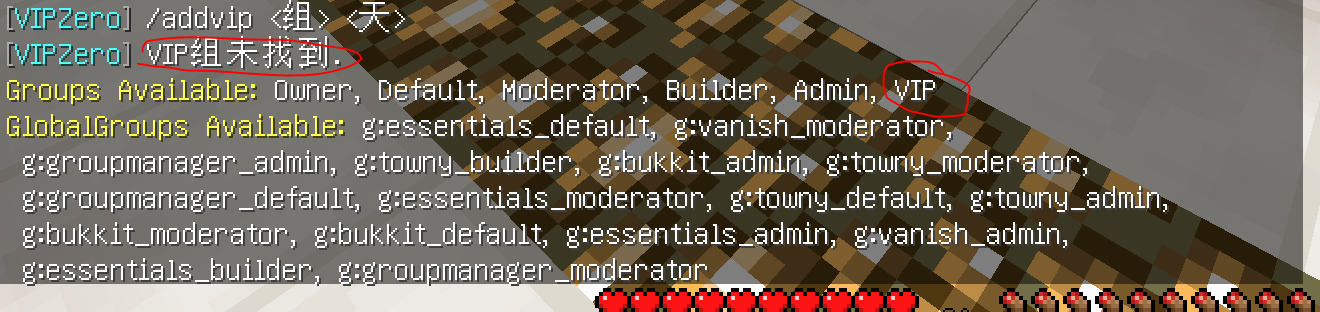 [VIPZero] /addvip <组> <天>
[VIPZero] VIP组未找到.
Groups Available: Owner, Default, Moderator, Builder, Admin, VIP
GlobalGroups Available: g:essentials_default, g:vanish_moderator,
g:groupmanager_admin, g:towny_builder, g:bukkit_admin, g:towny_moderator,
g:groupmanager_default, g:essentials_moderator, g:towny_default, g:towny_admin,
g:bukkit_moderator, g:bukkit_default, g:essentials_admin, g:vanish_admin,
g:essentials_builder, g:groupmanager_moderator